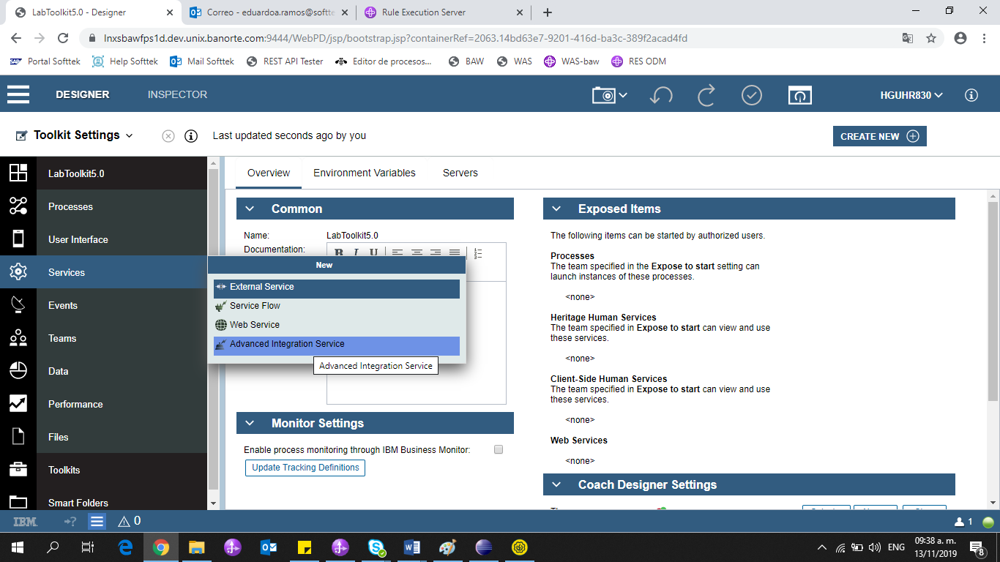 LabToolkit5.0 - Designer
Correo - eduardoa.ramos@softte
Rule Execution Server
lnxsbawfps1d.dev.unix.banorte.com:9444/WebPD/jsp/bootstrap.jsp?containerRef=2063.14bd63e7-9201-416d-ba3c-389f2acad4fd
Portal Softtek
Help Softtek
Mail Softtek
REST API Tester
Editor de procesos...
BAW
WAS
WAS-baw
RES ODM
DESIGNER
INSPECTOR
HGUHR830
Toolkit Settings
Last updated seconds ago by you
CREATE NEW
LabToolkit5.0
Processes
User Interface
Services
Events
Teams
Data
Performance
Files
Toolkits
Smart Folders
Overview
Environment Variables
Servers
Common
Name:
LabToolkit5.0
Documentation:
B I U
New
External Service
Service Flow
Web Service
Advanced Integration Service
Advanced Integration Service
Monitor Settings
Enable process monitoring through IBM Business Monitor:
Update Tracking Definitions
Exposed Items
The following items can be started by authorized users.
Processes
The team specified in the Expose to start setting can
launch instances of these processes.
<none>
Heritage Human Services
The team specified in Expose to start can view and use
these services.
<none>
Client-Side Human Services
The team specified in Expose to start can view and use
these services.
<none>
Web Services
<none>
Coach Designer Settings
IBM
0
1
ENG
09:38 a. m.
13/11/2019
8